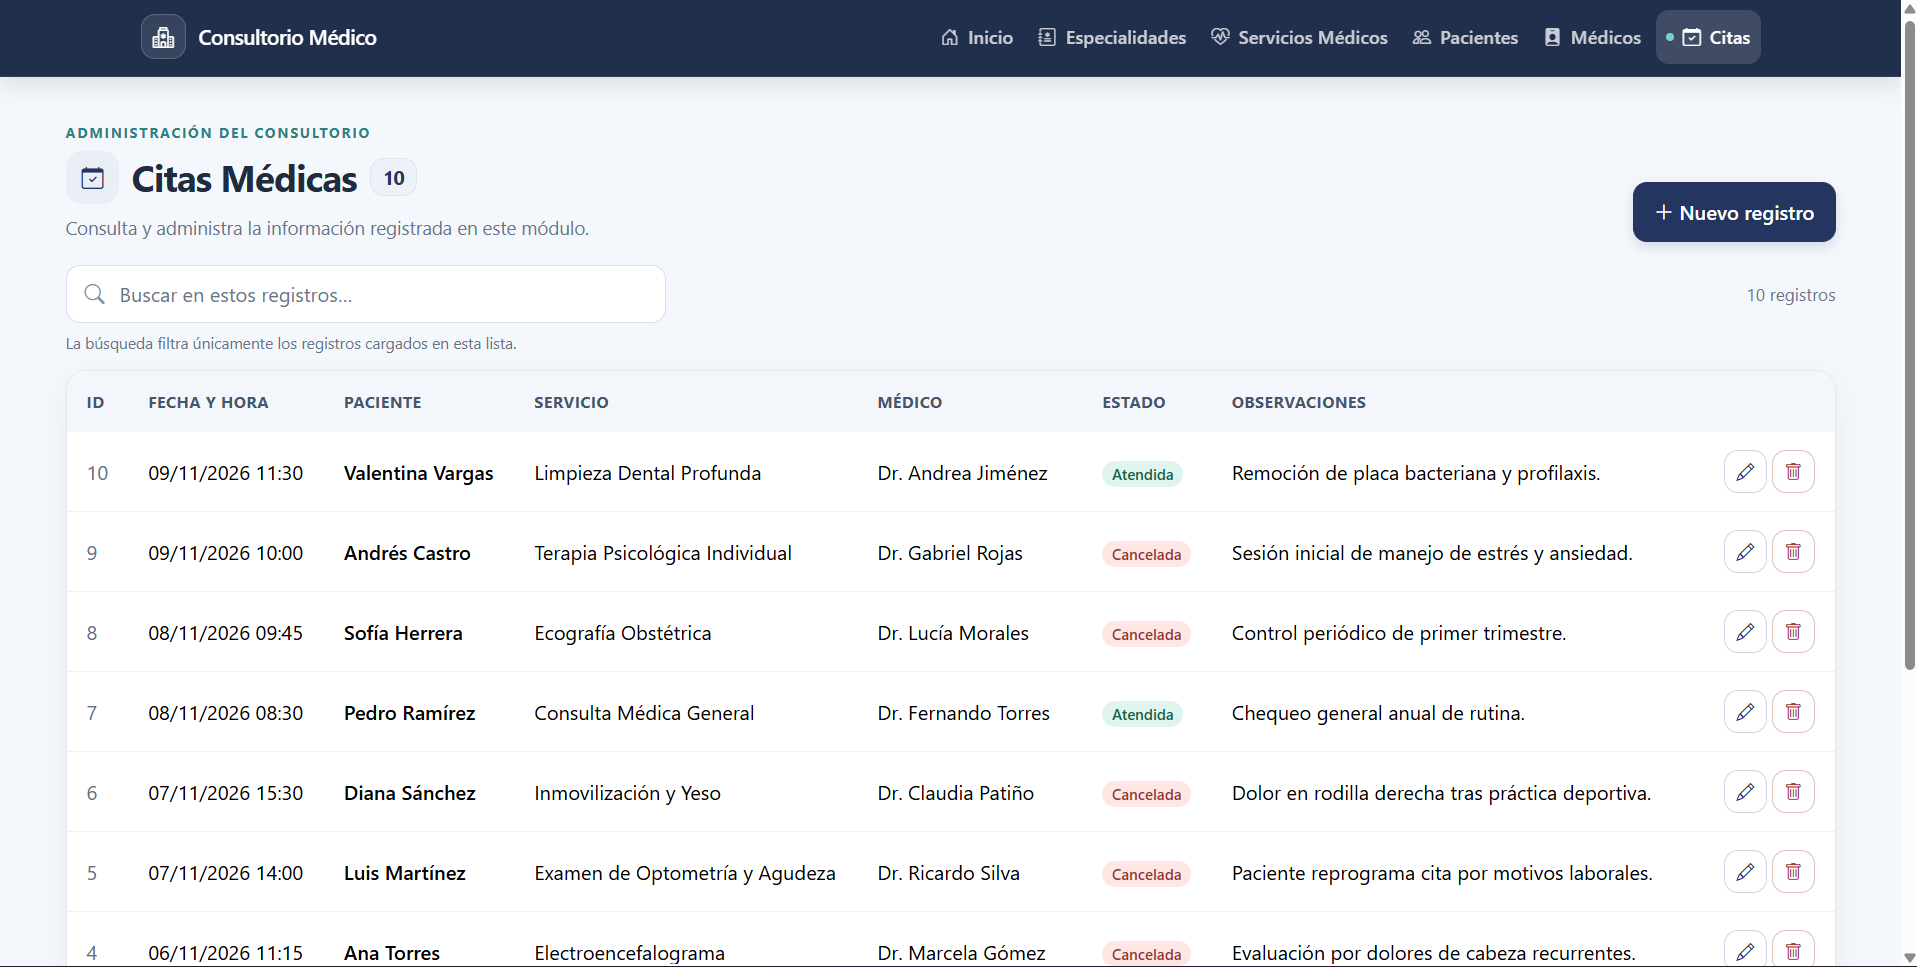 Consultorio Médico
Inicio Especialidades Servicios Médicos Pacientes Médicos Citas
ADMINISTRACIÓN DEL CONSULTORIO
Citas Médicas 10
Consulta y administra la información registrada en este módulo.
+ Nuevo registro
Buscar en estos registros...
10 registros
La búsqueda filtra únicamente los registros cargados en esta lista.
ID FECHA Y HORA PACIENTE SERVICIO MÉDICO ESTADO OBSERVACIONES
10 09/11/2026 11:30 Valentina Vargas Limpieza Dental Profunda Dr. Andrea Jiménez Atendida Remoción de placa bacteriana y profilaxis.
9 09/11/2026 10:00 Andrés Castro Terapia Psicológica Individual Dr. Gabriel Rojas Cancelada Sesión inicial de manejo de estrés y ansiedad.
8 08/11/2026 09:45 Sofía Herrera Ecografía Obstétrica Dr. Lucía Morales Cancelada Control periódico de primer trimestre.
7 08/11/2026 08:30 Pedro Ramírez Consulta Médica General Dr. Fernando Torres Atendida Chequeo general anual de rutina.
6 07/11/2026 15:30 Diana Sánchez Inmovilización y Yeso Dr. Claudia Patiño Cancelada Dolor en rodilla derecha tras práctica deportiva.
5 07/11/2026 14:00 Luis Martínez Examen de Optometría y Agudeza Dr. Ricardo Silva Cancelada Paciente reprograma cita por motivos laborales.
4 06/11/2026 11:15 Ana Torres Electroencefalograma Dr. Marcela Gómez Cancelada Evaluación por dolores de cabeza recurrentes.